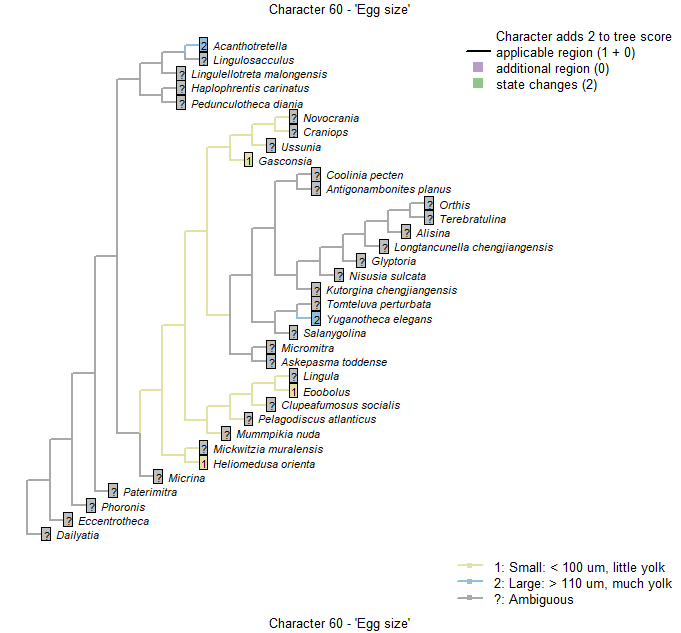 Character 60 - 'Egg size'
Character adds 2 to tree score
applicable region (1 + 0)
additional region (0)
state changes (2)
2 Acanthotretella
? Lingulosacculus
? Lingulellotreta malongensis
? Haplophrentis carinatus
? Pedunculotheca diania
? Novocrania
? Craniops
? Ussunia
1 Gasconsia
? Coolinia pecten
? Antigonambonites planus
? Orthis
? Terebratulina
? Alisina
? Longtancunella chengjiangensis
? Glyptoria
? Nisusia sulcata
? Kutorgina chengjiangensis
? Tomteluva perturbata
2 Yuganotheca elegans
? Salanygolina
? Micromitra
? Askepasma toddense
? Lingula
1 Eoobolus
? Clupeafumosus socialis
? Pelagodiscus atlanticus
? Mummpikia nuda
? Mickwitzia muralensis
1 Heliomedusa orienta
? Micrina
? Paterimitra
? Phoronis
? Eccentrotheca
? Dailyatia
1: Small: < 100 um, little yolk
2: Large: > 110 um, much yolk
?: Ambiguous
Character 60 - 'Egg size'